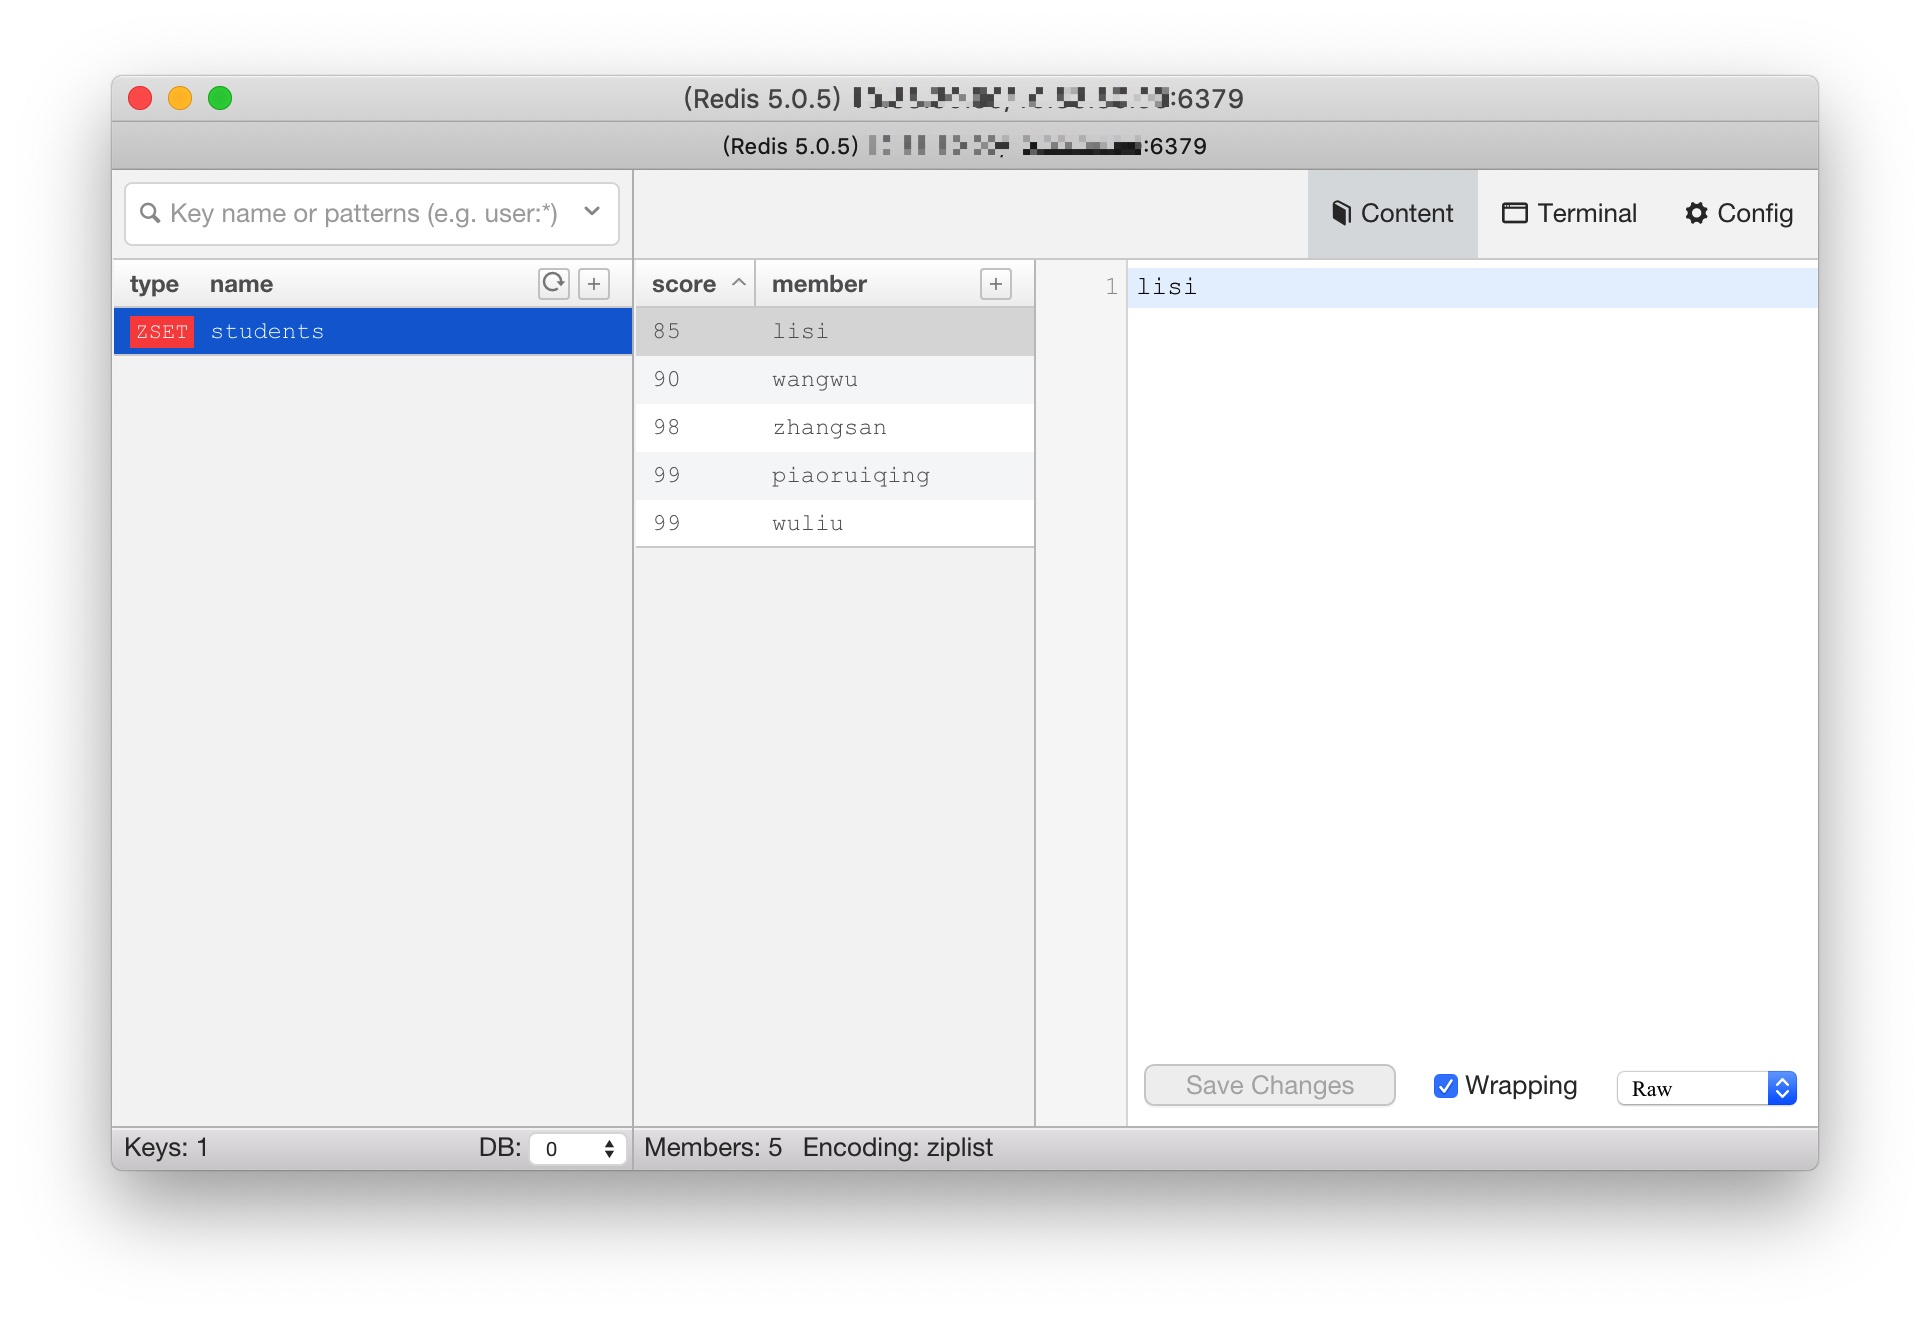 (Redis 5.0.5) :6379
(Redis 5.0.5) :6379
Key name or patterns (e.g. user:*)
Content
Terminal
Config
type name
score member
ZSET students
85 lisi
90 wangwu
98 zhangsan
99 piaoruiqing
99 wuliu
1 lisi
Save Changes
Wrapping
Raw
Keys: 1
DB: 0
Members: 5 Encoding: ziplist